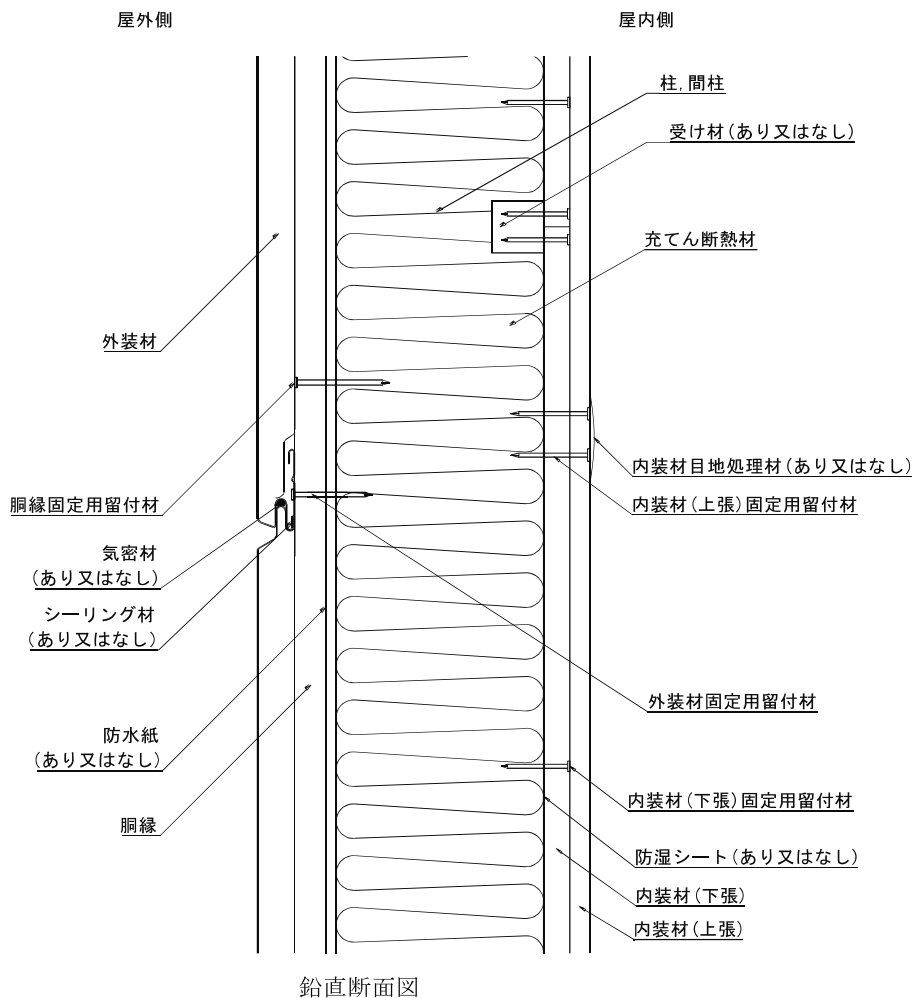 屋外側
屋内側
柱,間柱
受け材(あり又はなし)
充てん断熱材
外装材
内装材目地処理材(あり又はなし)
胴縁固定用留付材
内装材(上張)固定用留付材
気密材
(あり又はなし)
シーリング材
(あり又はなし)
外装材固定用留付材
防水紙
(あり又はなし)
内装材(下張)固定用留付材
胴縁
防湿シート(あり又はなし)
内装材(下張)
内装材(上張)
鉛直断面図